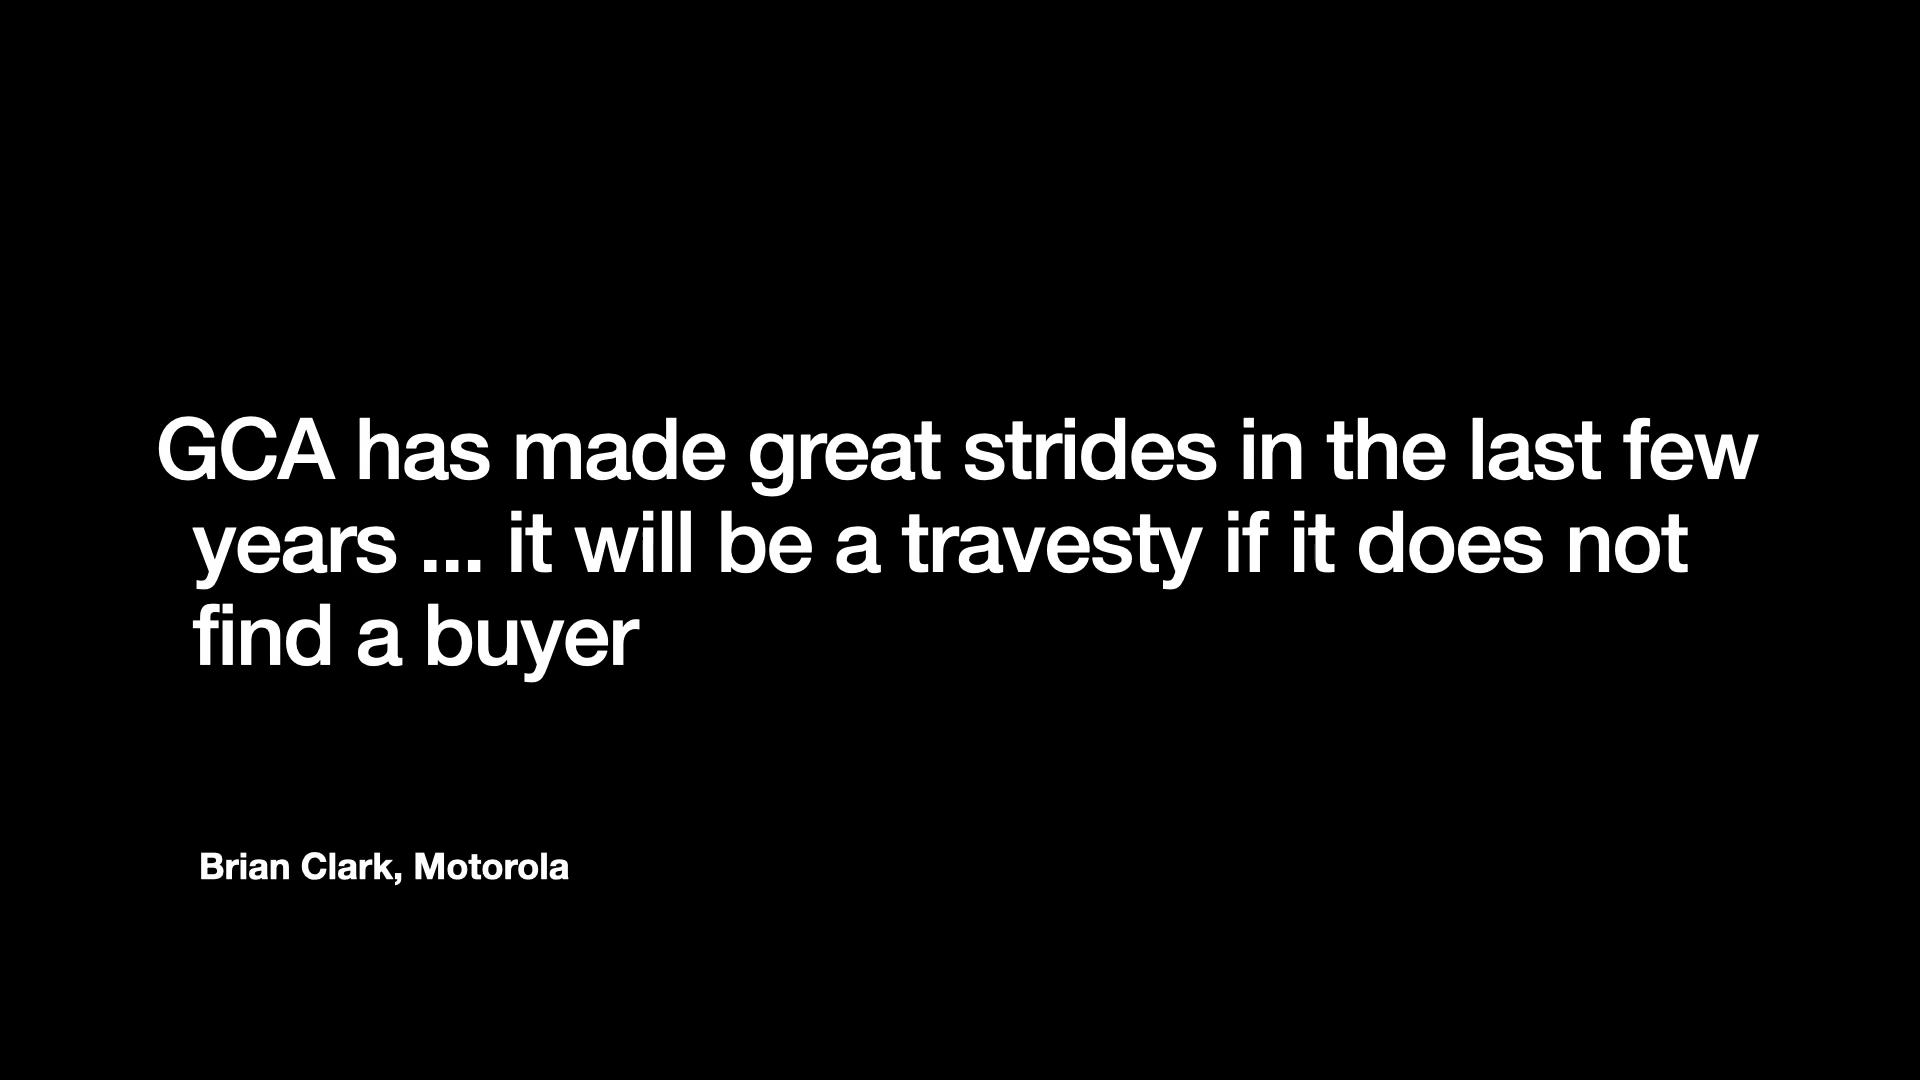 GCA has made great strides in the last few
years ... it will be a travesty if it does not
find a buyer
Brian Clark, Motorola